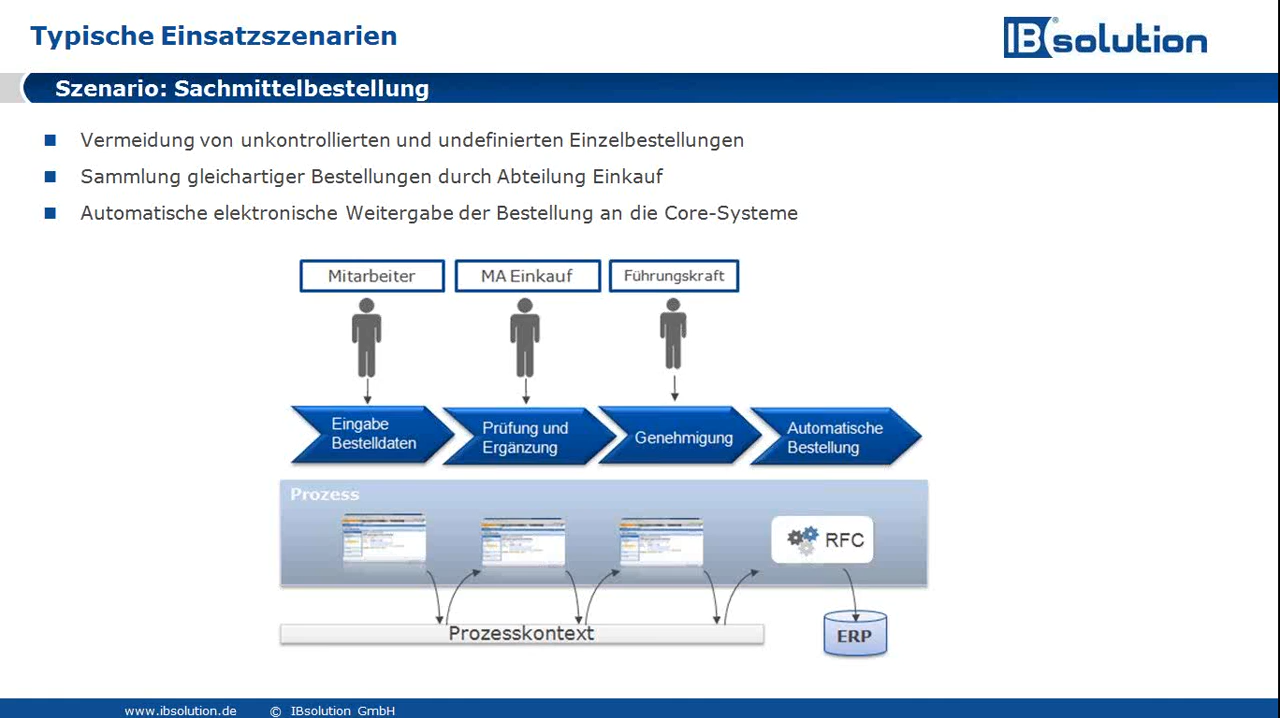 Typische Einsatzszenarien
IBsolution®
Szenario: Sachmittelbestellung
Vermeidung von unkontrollierten und undefinierten Einzelbestellungen
Sammlung gleichartiger Bestellungen durch Abteilung Einkauf
Automatische elektronische Weitergabe der Bestellung an die Core-Systeme
Mitarbeiter
MA Einkauf
Führungskraft
Eingabe
Bestelldaten
Prüfung und
Ergänzung
Genehmigung
Automatische
Bestellung
Prozess
RFC
Prozesskontext
ERP
www.ibsolution.de © IBsolution GmbH